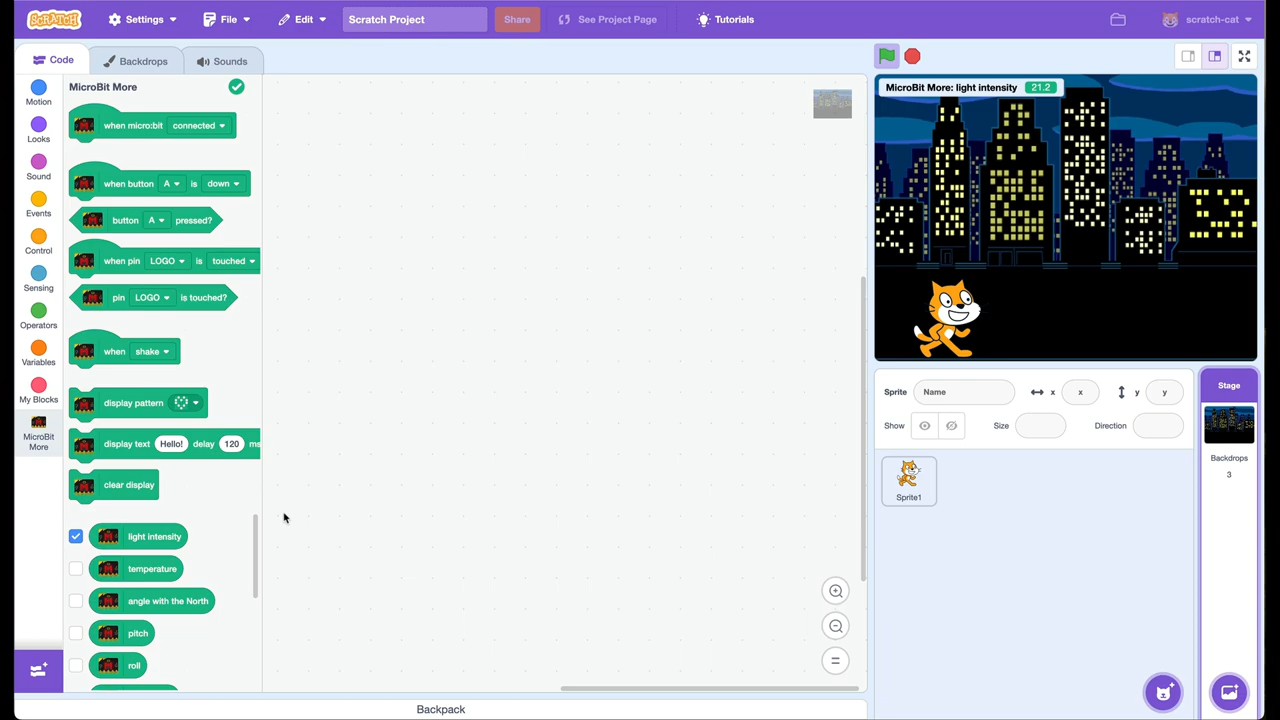 SCRATCH
Settings
File
Edit
Scratch Project
Share
See Project Page
Tutorials
scratch-cat
Code
Backdrops
Sounds
Motion
Looks
Sound
Events
Control
Sensing
Operators
Variables
My Blocks
MicroBit
More
MicroBit More
when micro:bit connected
when button A is down
button A pressed?
when pin LOGO is touched
pin LOGO is touched?
when shake
display pattern
display text Hello! delay 120 ms
clear display
light intensity
temperature
angle with the North
pitch
roll
MicroBit More: light intensity 21.2
Sprite Name x x y y
Show Size Direction
Sprite1
Stage
Backdrops
3
Backpack